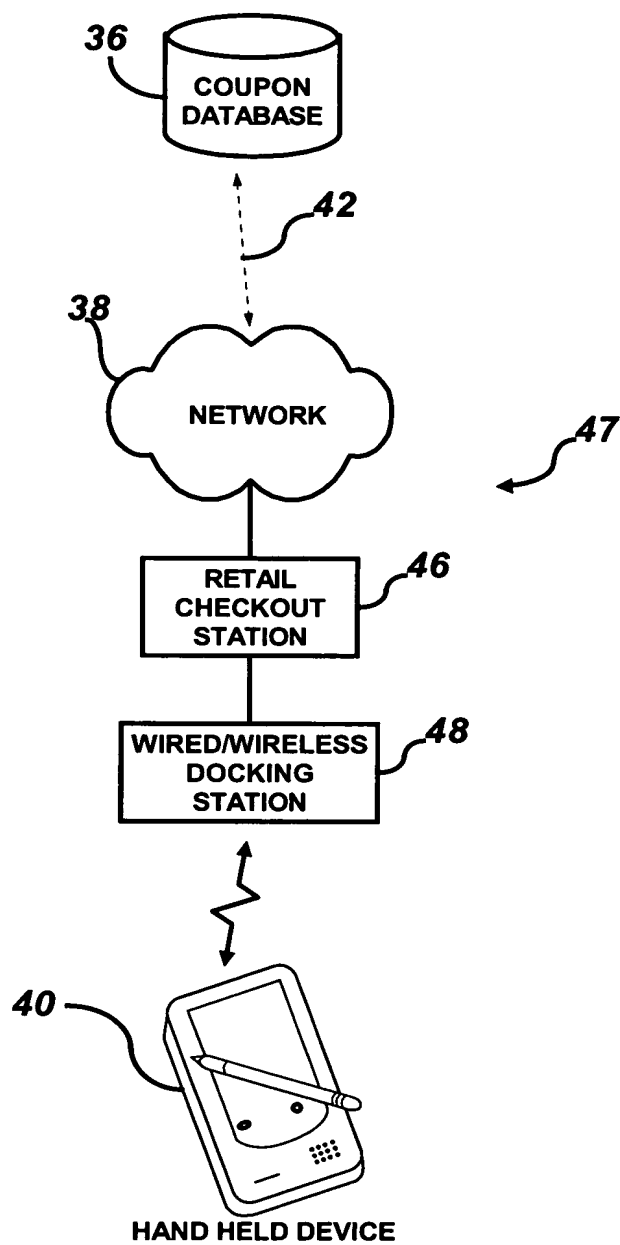 36
COUPON
DATABASE
42
38
NETWORK
47
RETAIL
CHECKOUT
STATION
46
WIRED/WIRELESS
DOCKING
STATION
48
40
HAND HELD DEVICE